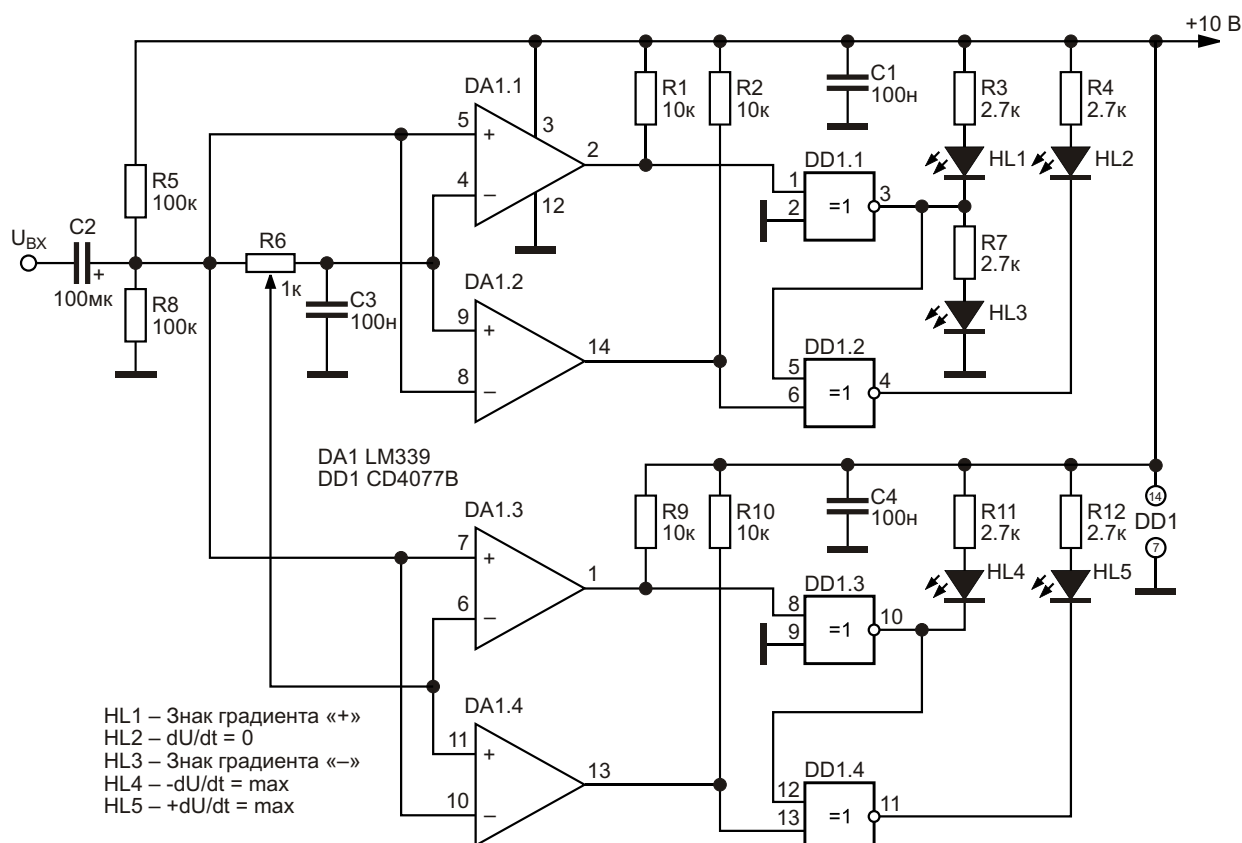 +10 В
DA1.1
R1
10к
R2
10к
C1
100н
R3
2.7к
R4
2.7к
5
+
3
2
4
–
12
HL1
HL2
DD1.1
1
2
=1
3
R5
100к
C2
UВХ
+
100мк
R6
1к
R8
100к
C3
100н
DA1.2
9
+
14
8
–
R7
2.7к
HL3
DD1.2
5
6
=1
4
DA1 LM339
DD1 CD4077B
DA1.3
7
+
1
6
–
R9
10к
R10
10к
C4
100н
R11
2.7к
R12
2.7к
14
DD1
7
HL4
HL5
DD1.3
8
9
=1
10
DA1.4
11
+
13
10
–
DD1.4
12
13
=1
11
HL1 – Знак градиента «+»
HL2 – dU/dt = 0
HL3 – Знак градиента «–»
HL4 – -dU/dt = max
HL5 – +dU/dt = max